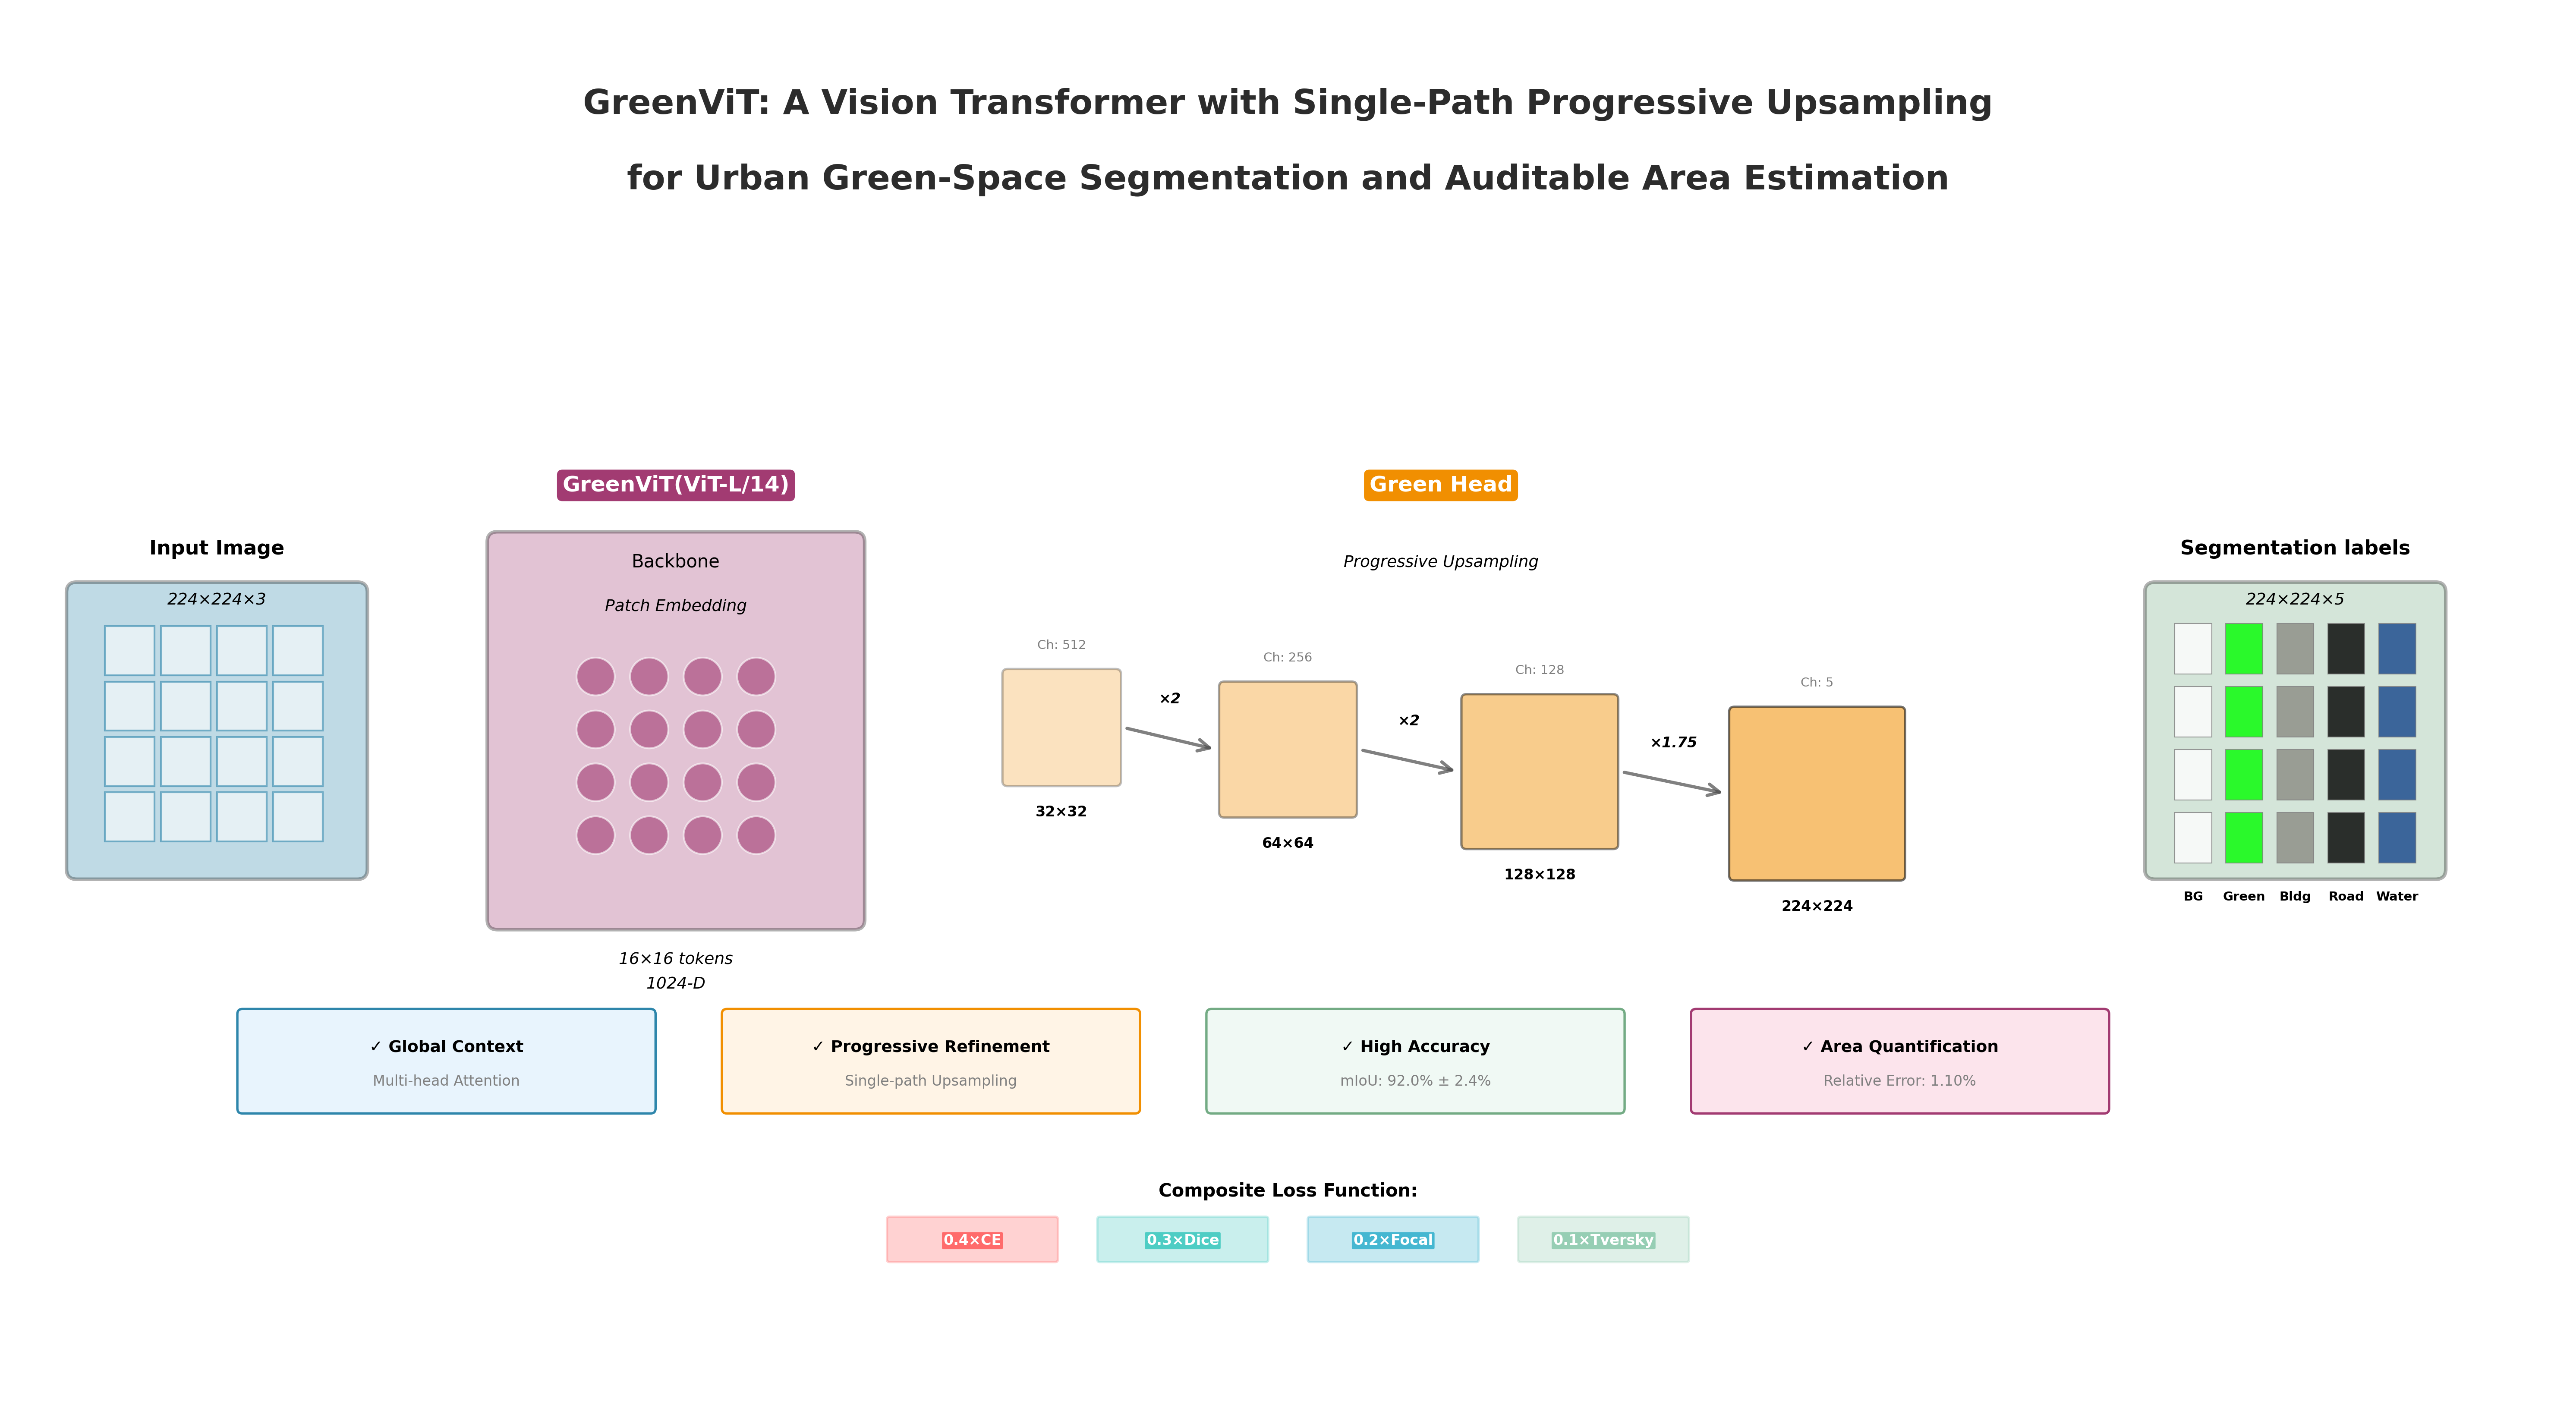 GreenViT: A Vision Transformer with Single-Path Progressive Upsampling
for Urban Green-Space Segmentation and Auditable Area Estimation
Input Image
224×224×3
GreenViT(ViT-L/14)
Backbone
Patch Embedding
16×16 tokens
1024-D
Green Head
Progressive Upsampling
Ch: 512
32×32
×2
Ch: 256
64×64
×2
Ch: 128
128×128
×1.75
Ch: 5
224×224
Segmentation labels
224×224×5
BG Green Bldg Road Water
✓ Global Context
Multi-head Attention
✓ Progressive Refinement
Single-path Upsampling
✓ High Accuracy
mIoU: 92.0% ± 2.4%
✓ Area Quantification
Relative Error: 1.10%
Composite Loss Function:
0.4×CE
0.3×Dice
0.2×Focal
0.1×Tversky